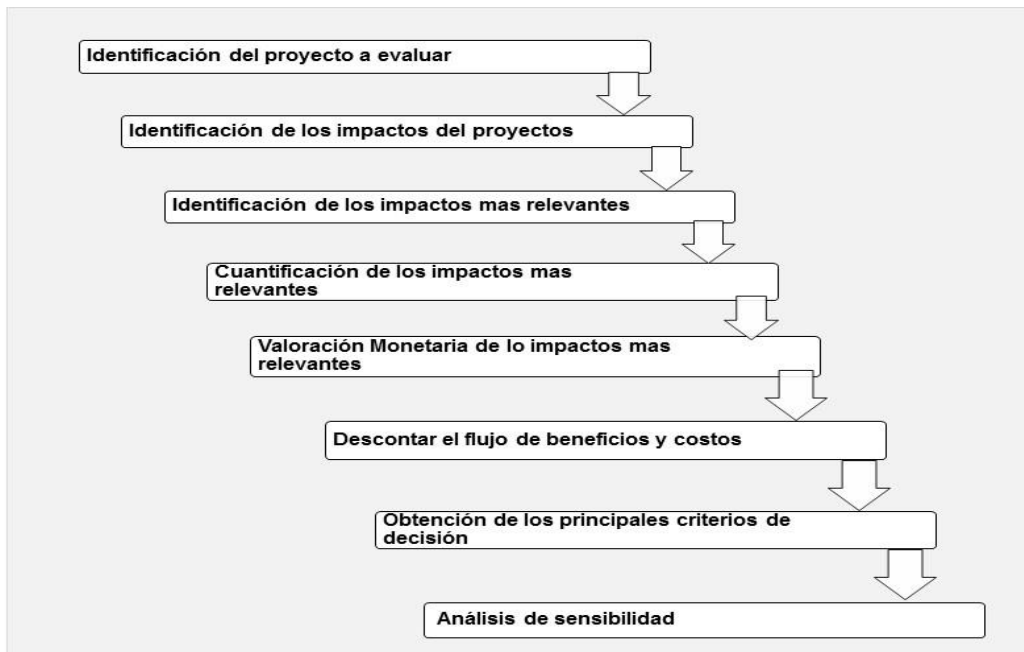 Identificación del proyecto a evaluar
Identificación de los impactos del proyectos
Identificación de los impactos mas relevantes
Cuantificación de los impactos mas
relevantes
Valoración Monetaria de lo impactos mas
relevantes
Descontar el flujo de beneficios y costos
Obtención de los principales criterios de
decisión
Análisis de sensibilidad